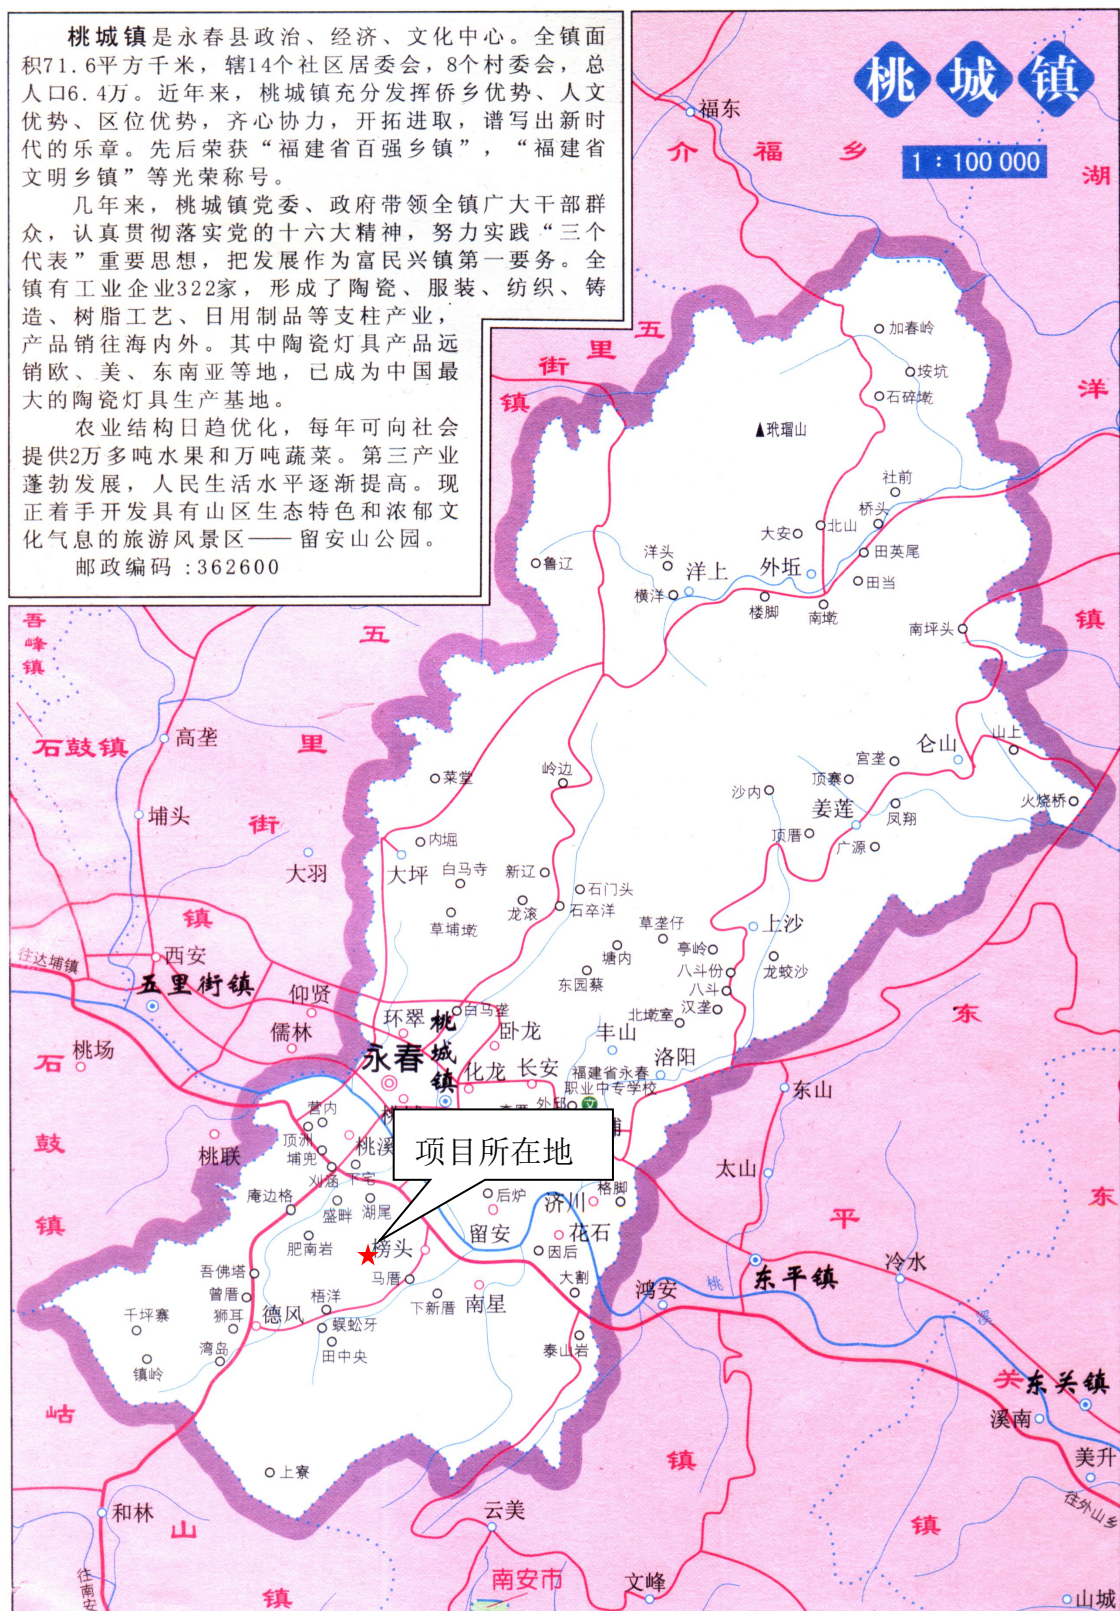 桃城镇是永春县政治、经济、文化中心。全镇面
积71.6平方千米，辖14个社区居委会，8个村委会，总
人口6.4万。近年来，桃城镇充分发挥侨乡优势、人文
优势、区位优势，齐心协力，开拓进取，谱写出新时
代的乐章。先后荣获“福建省百强乡镇”，“福建省
文明乡镇”等光荣称号。
几年来，桃城镇党委、政府带领全镇广大干部群
众，认真贯彻落实党的十六大精神，努力实践“三个
代表”重要思想，把发展作为富民兴镇第一要务。全
镇有工业企业322家，形成了陶瓷、服装、纺织、铸
造、树脂工艺、日用制品等支柱产业，
产品销往海内外。其中陶瓷灯具产品远
销欧、美、东南亚等地，已成为中国最
大的陶瓷灯具生产基地。
农业结构日趋优化，每年可向社会
提供2万多吨水果和万吨蔬菜。第三产业
蓬勃发展，人民生活水平逐渐提高。现
正着手开发具有山区生态特色和浓郁文
化气息的旅游风景区——留安山公园。
邮政编码:362600
桃城镇
1：100 000
福东
介福乡
湖洋镇
五里街镇
加春岭
垵坑
石碎墘
玳瑁山
社前
桥头
北山
大安
田英尾
外坵
田当
洋头
洋上
横洋
楼脚
南墘
鲁辽
南坪头
吾峰镇
五里街镇
石鼓镇
高垄
埔头
大羽
菜堂
岭边
内堀
大坪
白马寺
新辽
石门头
龙滚
石卒洋
草埔墘
仑山
山上
宫垄
顶寨
沙内
姜莲
凤翔
火烧桥
顶厝
广源
草垄仔
上沙
亭岭
塘内
八斗份
龙蛟沙
东园蔡
八斗
汉垄
北墘室
丰山
洛阳
西安
往达埔镇
五里街镇
仰贤
儒林
环翠
白马垄
桃城镇
卧龙
永春
化龙
长安
福建省永春
职业中专学校
文
外邱
桃场
石鼓镇
营内
顶洲
埔兜
桃溪
桃联
刈涵
下宅
庵边格
盛畔
湖尾
肥南岩
项目所在地
后炉
济川
格脚
留安
花石
因后
榜头
马厝
大割
吾佛塔
曾厝
梧洋
下新厝
南星
千坪寨
狮耳
德风
蜈蚣牙
湾岛
田中央
镇岭
泰山岩
上寮
东平镇
东山
太山
东平镇
冷水
鸿安
桃溪
东关镇
东关镇
溪南
美升
往外山乡
岵山镇
和林
往南安
云美
南安市
文峰
山城